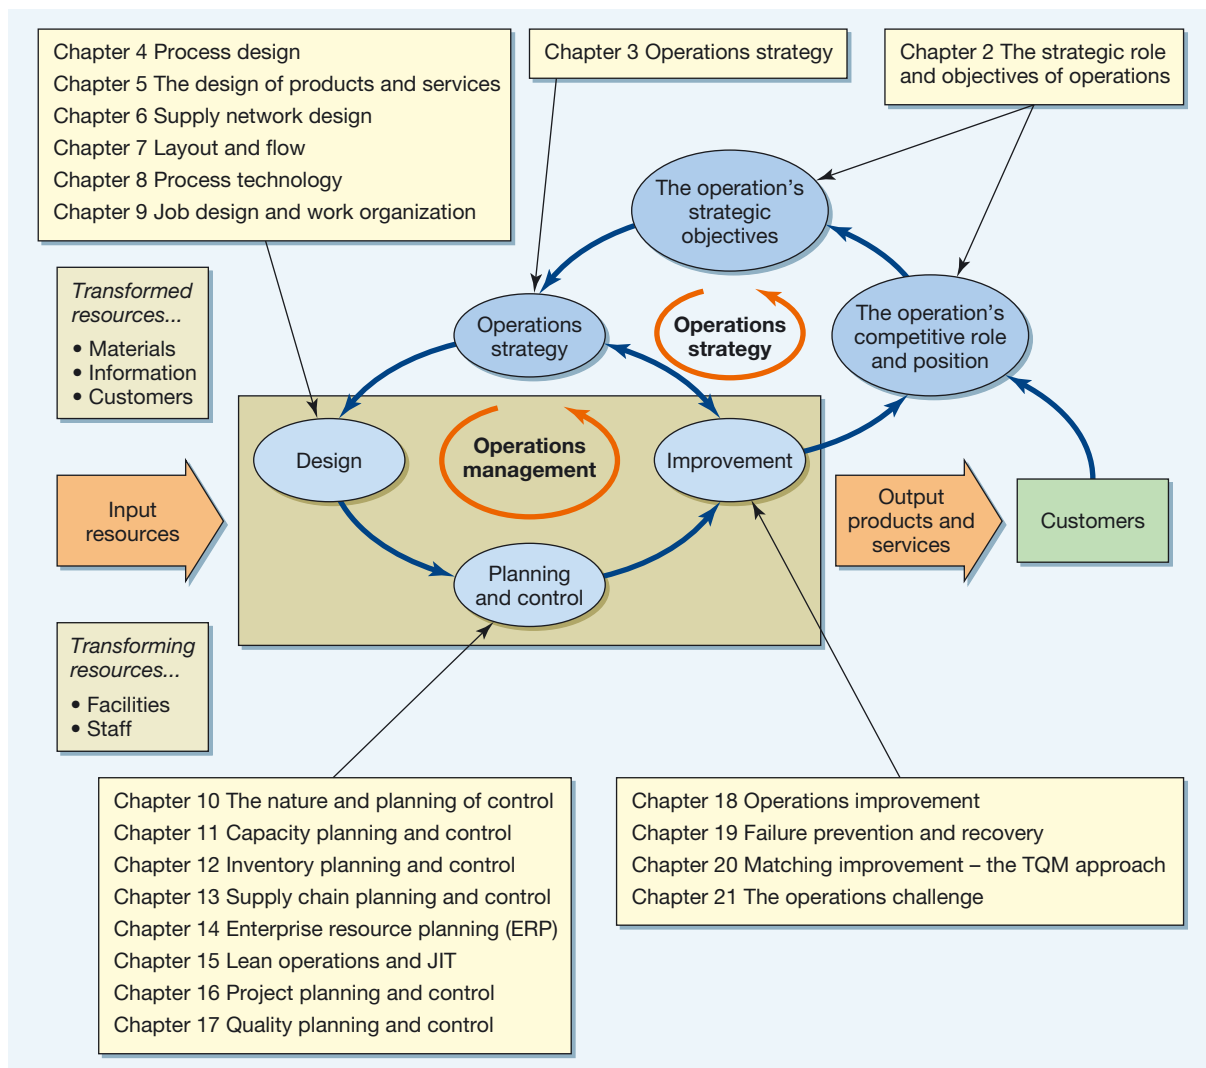 Chapter 4 Process design
Chapter 5 The design of products and services
Chapter 6 Supply network design
Chapter 7 Layout and flow
Chapter 8 Process technology
Chapter 9 Job design and work organization
Chapter 3 Operations strategy
Chapter 2 The strategic role
and objectives of operations
The operation’s
strategic
objectives
Transformed
resources...
• Materials
• Information
• Customers
Operations
strategy
Operations
strategy
The operation’s
competitive role
and position
Design
Operations
management
Improvement
Input
resources
Output
products and
services
Customers
Planning
and control
Transforming
resources...
• Facilities
• Staff
Chapter 10 The nature and planning of control
Chapter 11 Capacity planning and control
Chapter 12 Inventory planning and control
Chapter 13 Supply chain planning and control
Chapter 14 Enterprise resource planning (ERP)
Chapter 15 Lean operations and JIT
Chapter 16 Project planning and control
Chapter 17 Quality planning and control
Chapter 18 Operations improvement
Chapter 19 Failure prevention and recovery
Chapter 20 Matching improvement – the TQM approach
Chapter 21 The operations challenge